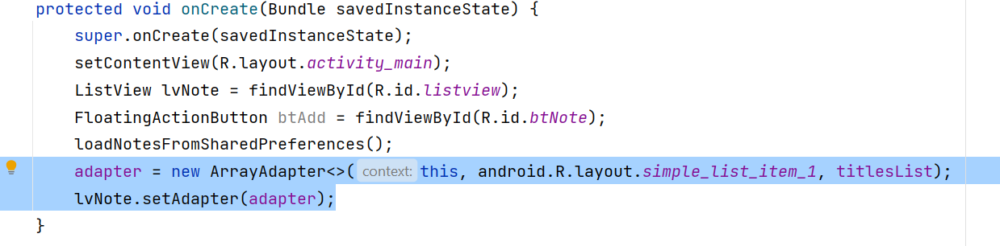 protected void onCreate(Bundle savedInstanceState) {
super.onCreate(savedInstanceState);
setContentView(R.layout.activity_main);
ListView lvNote = findViewById(R.id.listview);
FloatingActionButton btAdd = findViewById(R.id.btNote);
loadNotesFromSharedPreferences();
adapter = new ArrayAdapter<>( context: this, android.R.layout.simple_list_item_1, titlesList);
lvNote.setAdapter(adapter);
}